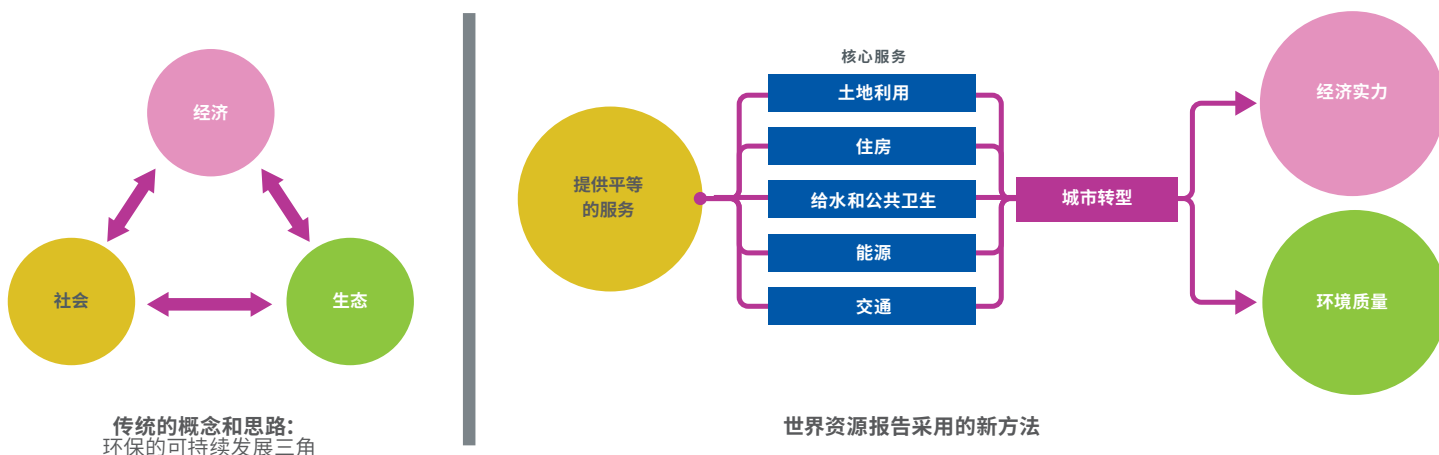 经济
社会
生态
传统的概念和思路：
环保的可持续发展三角
提供平等
的服务
核心服务
土地利用
住房
给水和公共卫生
能源
交通
城市转型
经济实力
环境质量
世界资源报告采用的新方法